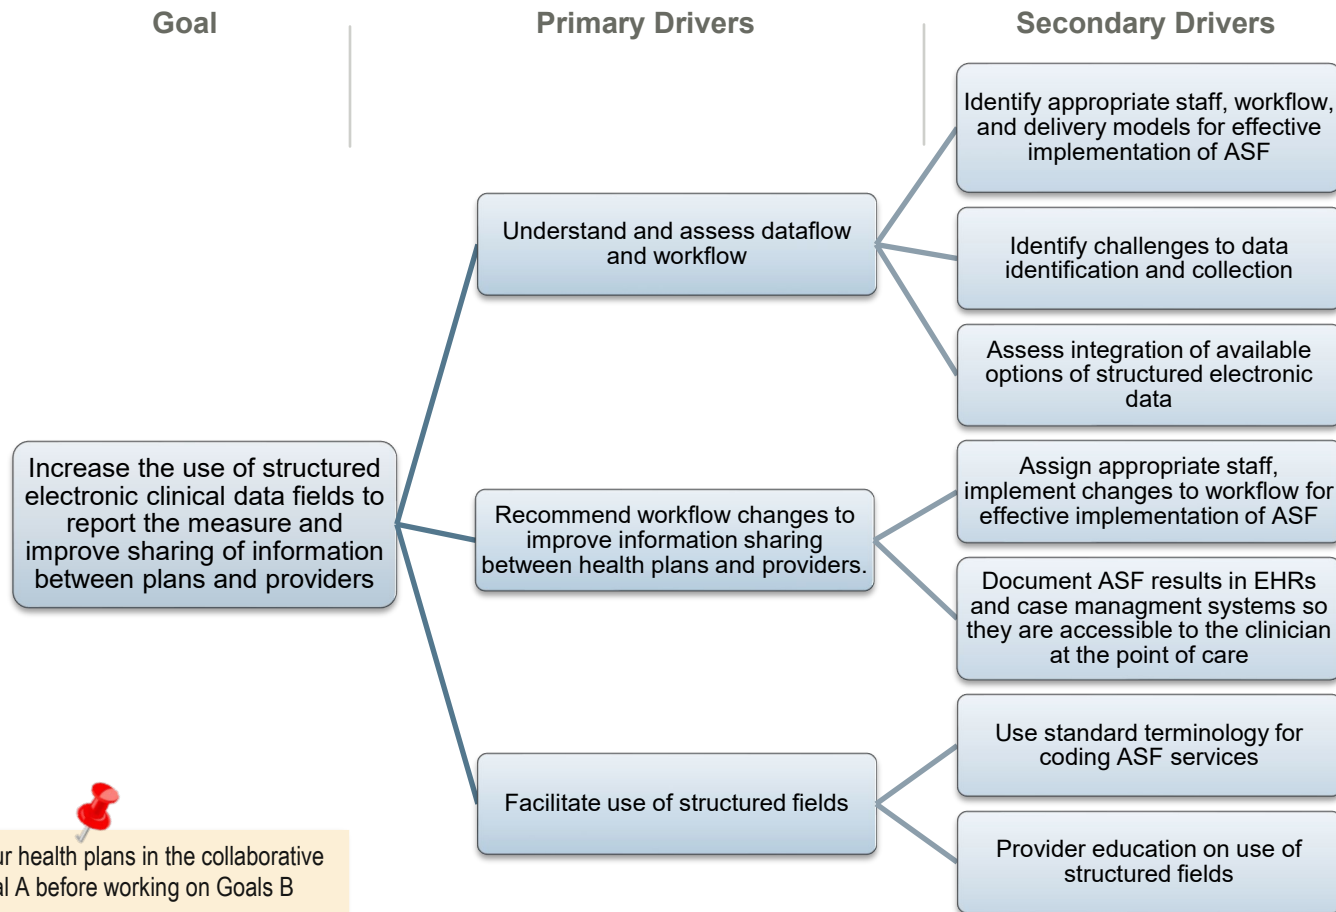 Goal
Primary Drivers
Secondary Drivers
Increase the use of structured
electronic clinical data fields to
report the measure and
improve sharing of information
between plans and providers
Understand and assess dataflow
and workflow
Identify appropriate staff, workflow,
and delivery models for effective
implementation of ASF
Identify challenges to data
identification and collection
Assess integration of available
options of structured electronic
data
Recommend workflow changes to
improve information sharing
between health plans and providers.
Assign appropriate staff,
implement changes to workflow for
effective implementation of ASF
Document ASF results in EHRs
and case managment systems so
they are accessible to the clinician
at the point of care
Facilitate use of structured fields
Use standard terminology for
coding ASF services
Provider education on use of
structured fields
health plans in the collaborative
A before working on Goals B